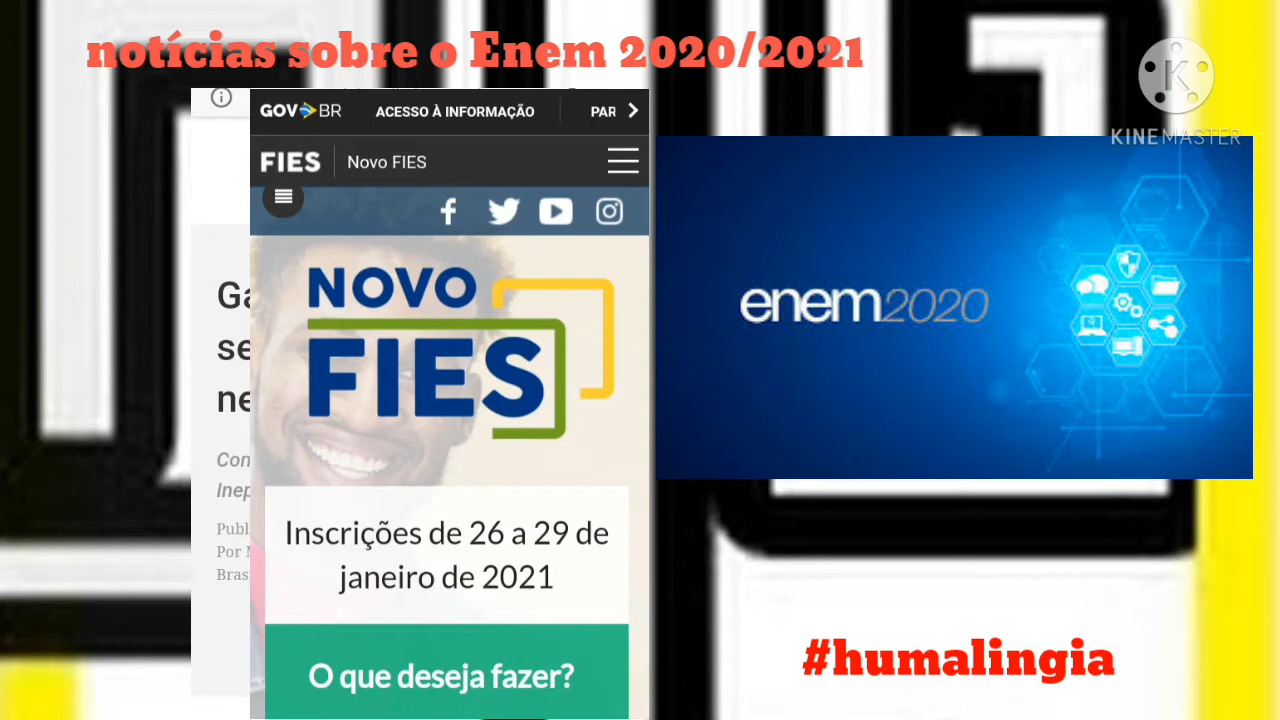 notícias sobre o Enem 2020/2021
GOV BR ACESSO À INFORMAÇÃO PAR
FIES Novo FIES
NOVO
FIES
Inscrições de 26 a 29 de
janeiro de 2021
O que deseja fazer?
K
KINEMASTER
enem2020
#humalingia